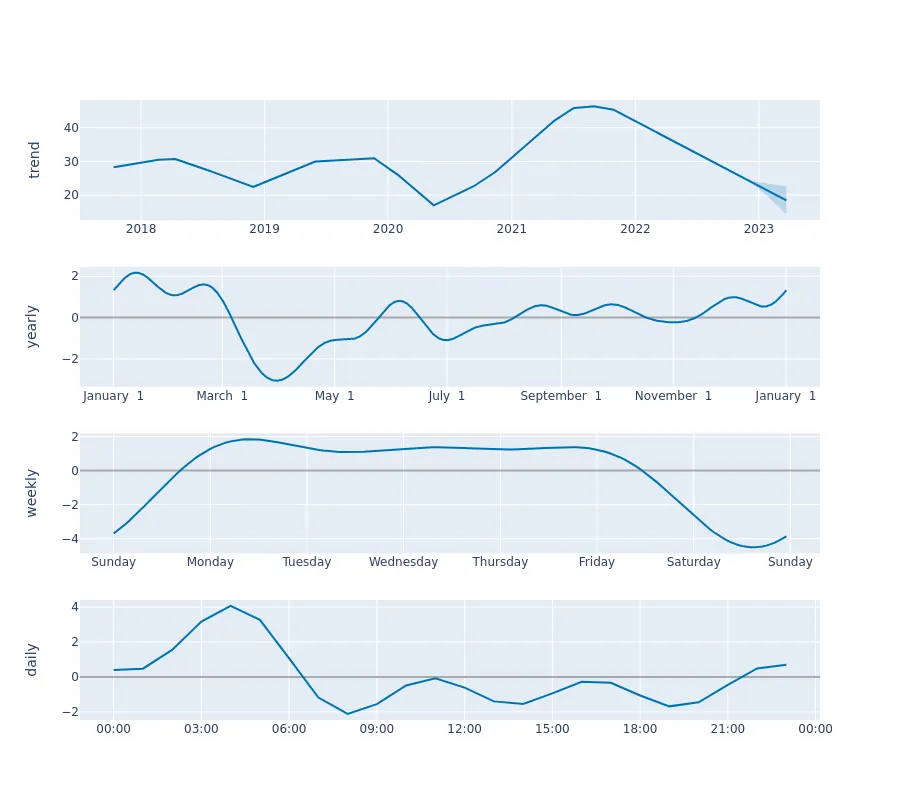 trend
40
30
20
2018 2019 2020 2021 2022 2023
yearly
2
0
−2
January 1 March 1 May 1 July 1 September 1 November 1 January 1
weekly
2
0
−2
−4
Sunday Monday Tuesday Wednesday Thursday Friday Saturday Sunday
daily
4
2
0
−2
00:00 03:00 06:00 09:00 12:00 15:00 18:00 21:00 00:00